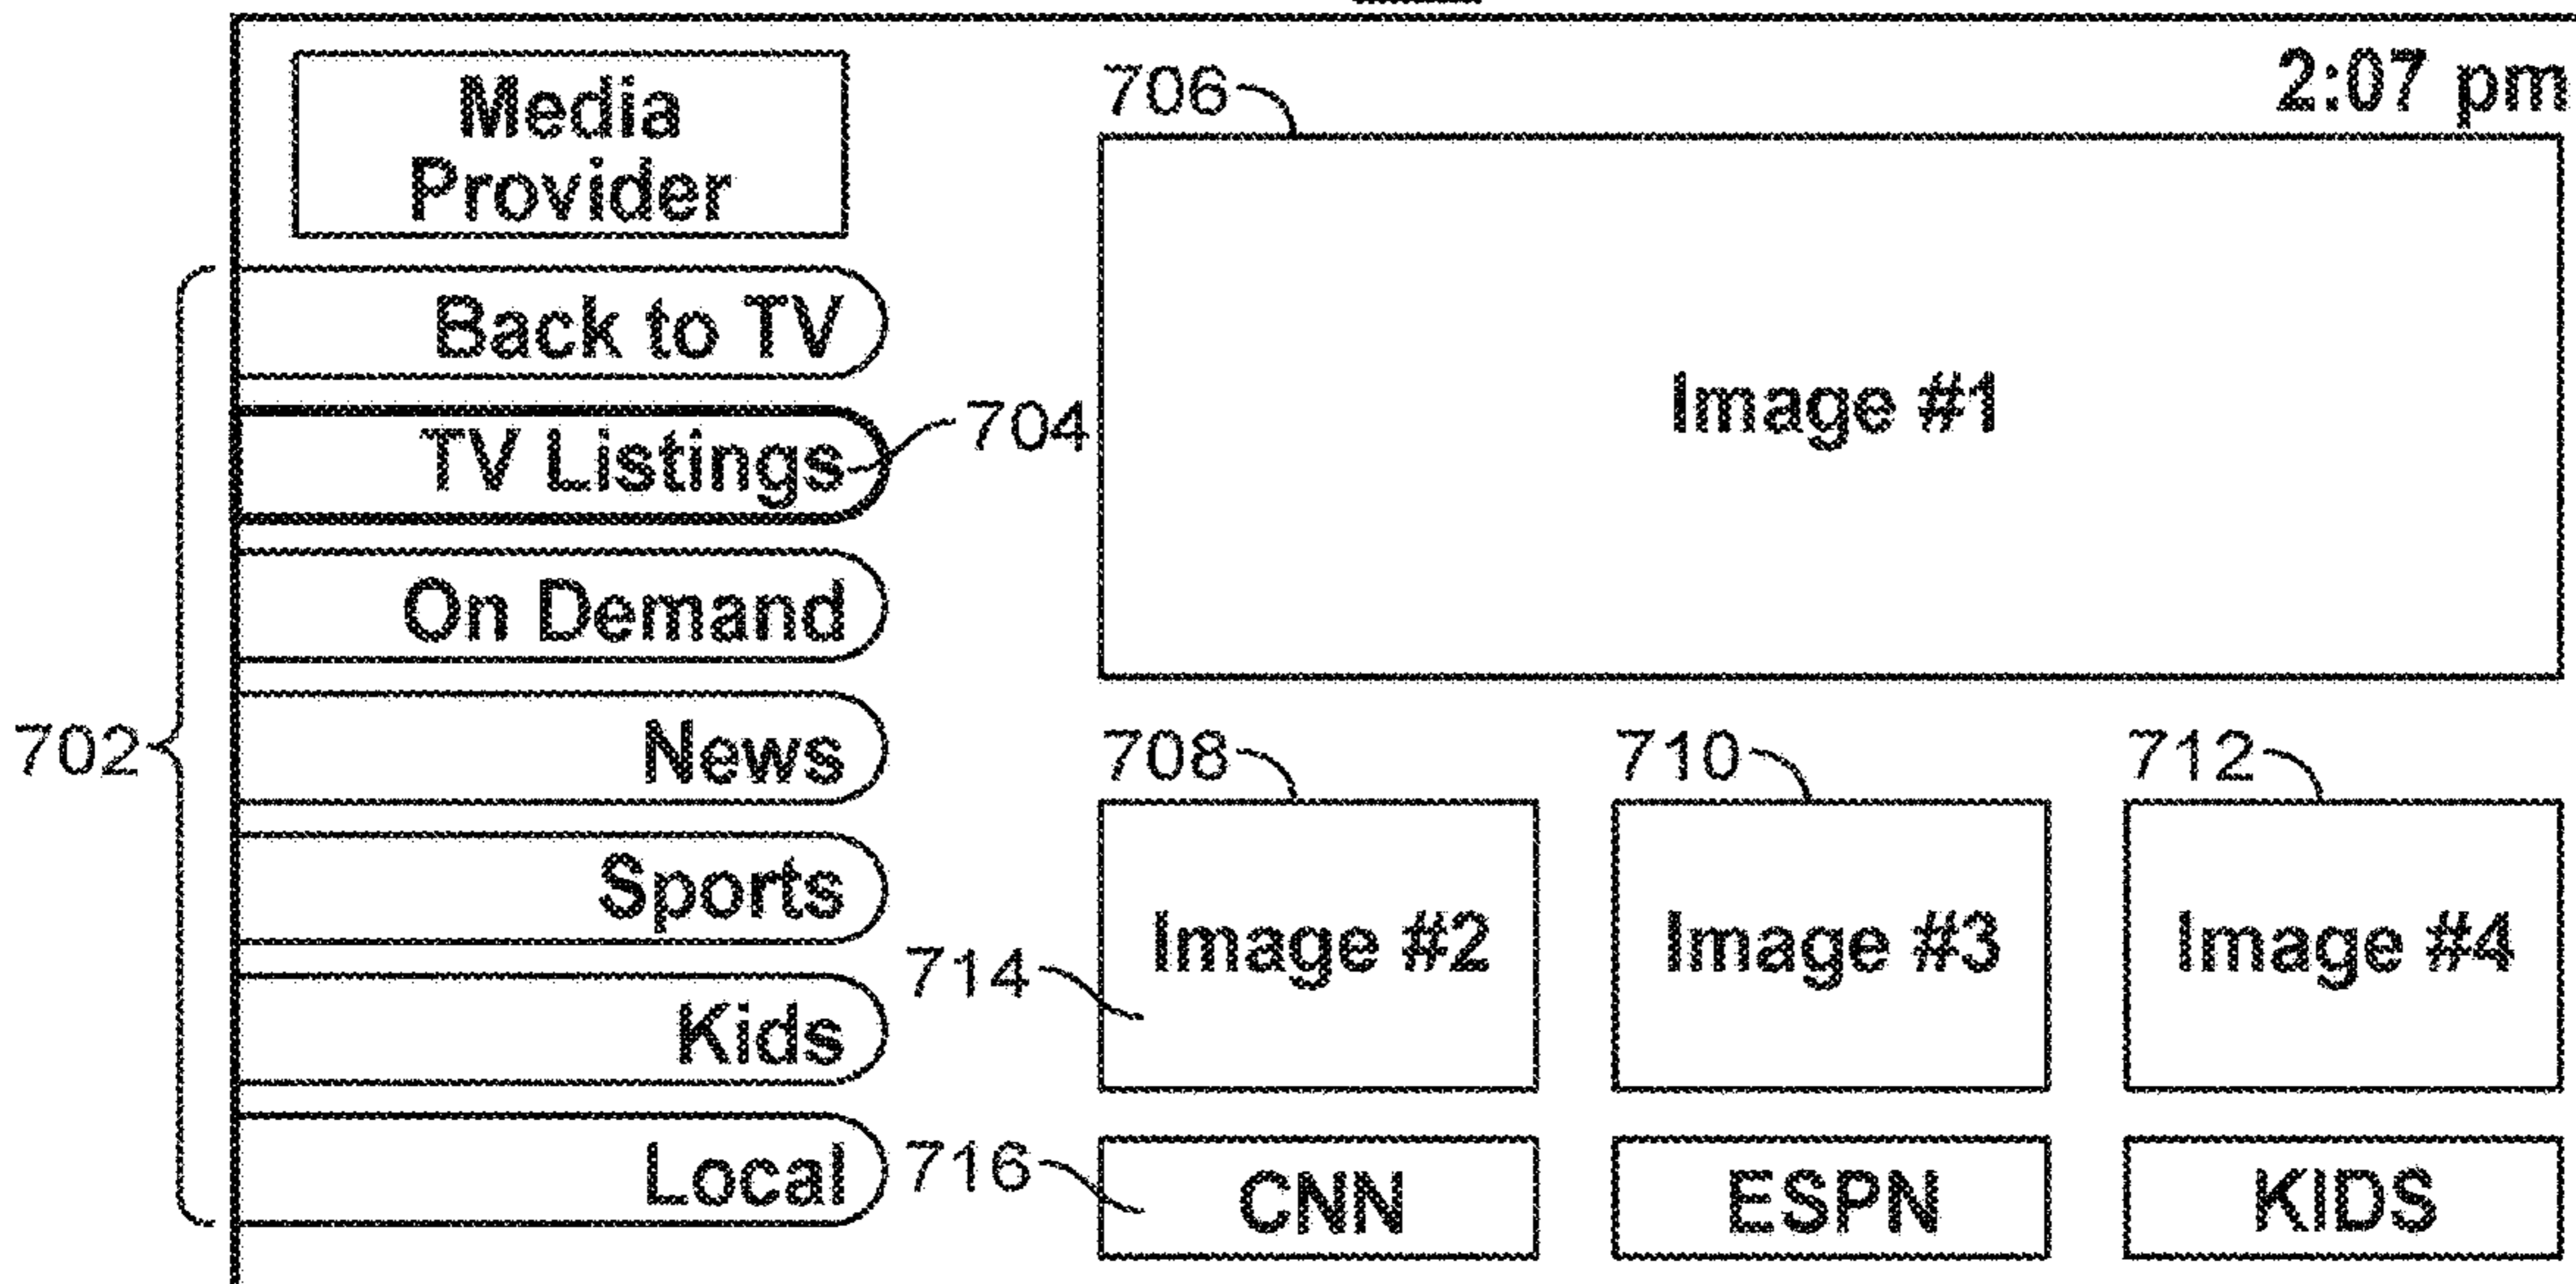 2:07 pm
Media
Provider
706
Back to TV
Image #1
TV Listings
704
On Demand
702
News
708
710
712
Sports
714
Image #2
Image #3
Image #4
Kids
Local
716
CNN
ESPN
KIDS